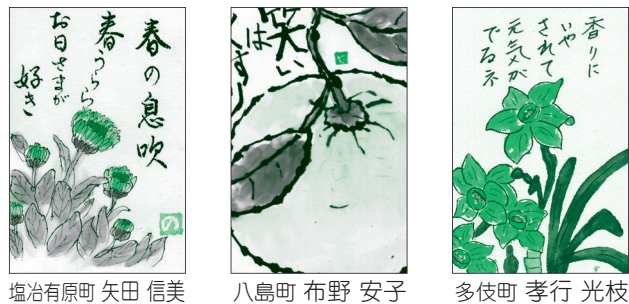 春の息吹
春うらら
お日さまが
好き
の
笑い
は
香りに
いや
されて
元気が
でるネ
塩冶有原町 矢田 信美
八島町 布野 安子
多伎町 孝行 光枝